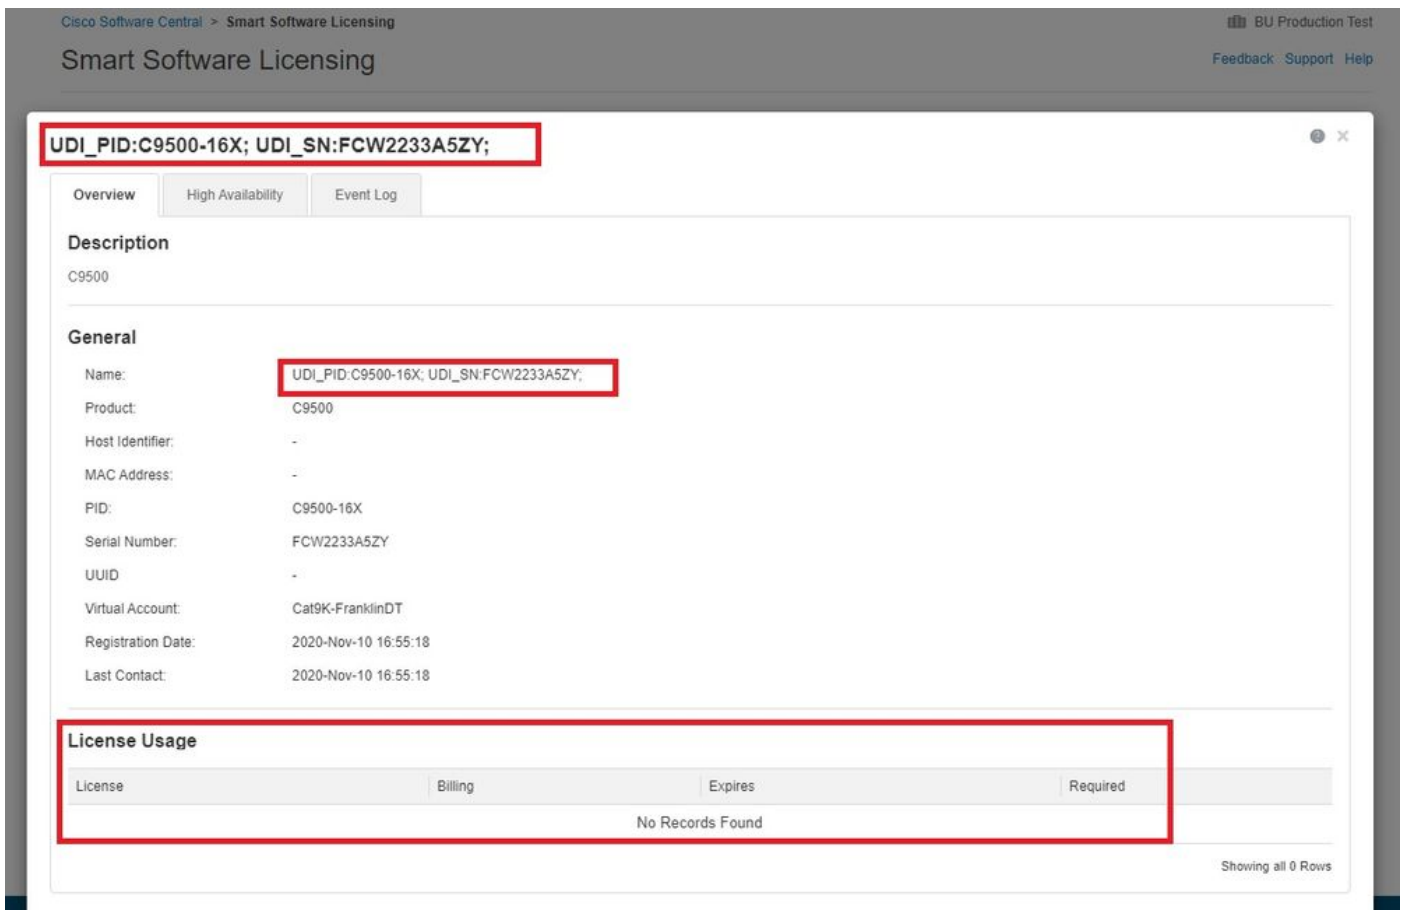 Cisco Software Central > Smart Software Licensing
BU Production Test
Smart Software Licensing
Feedback Support Help
UDI_PID:C9500-16X; UDI_SN:FCW2233A5ZY;
Overview High Availability Event Log
Description
C9500
General
Name: UDI_PID:C9500-16X; UDI_SN:FCW2233A5ZY;
Product: C9500
Host Identifier: -
MAC Address: -
PID: C9500-16X
Serial Number: FCW2233A5ZY
UUID -
Virtual Account: Cat9K-FranklinDT
Registration Date: 2020-Nov-10 16:55:18
Last Contact: 2020-Nov-10 16:55:18
License Usage
License Billing Expires Required
No Records Found
Showing all 0 Rows